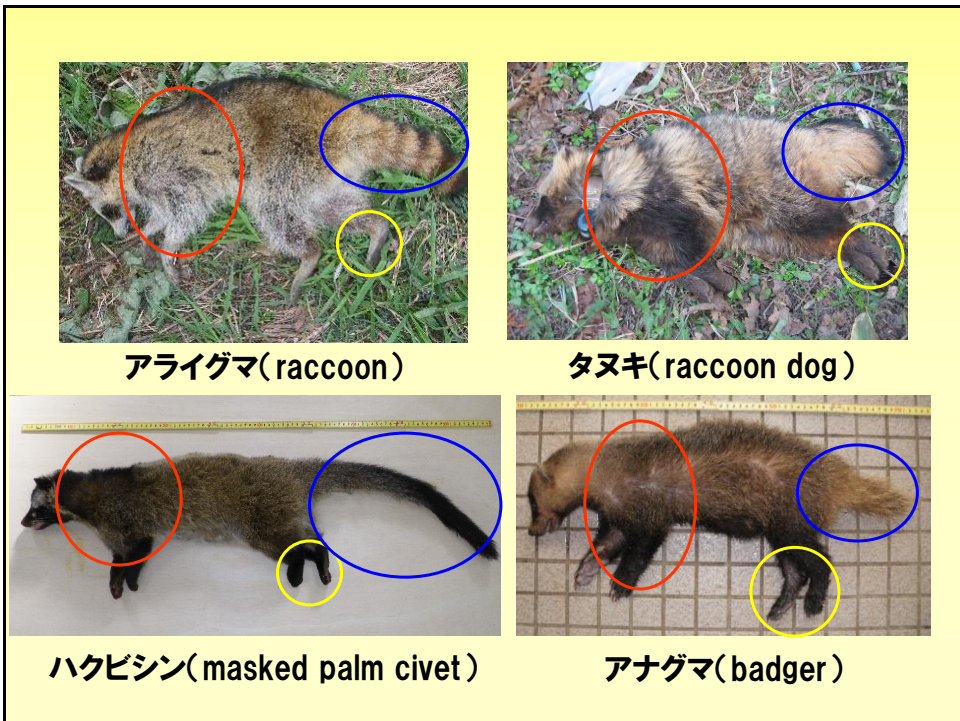 アライグマ(raccoon)
タヌキ(raccoon dog)
ハクビシン(masked palm civet)
アナグマ(badger)